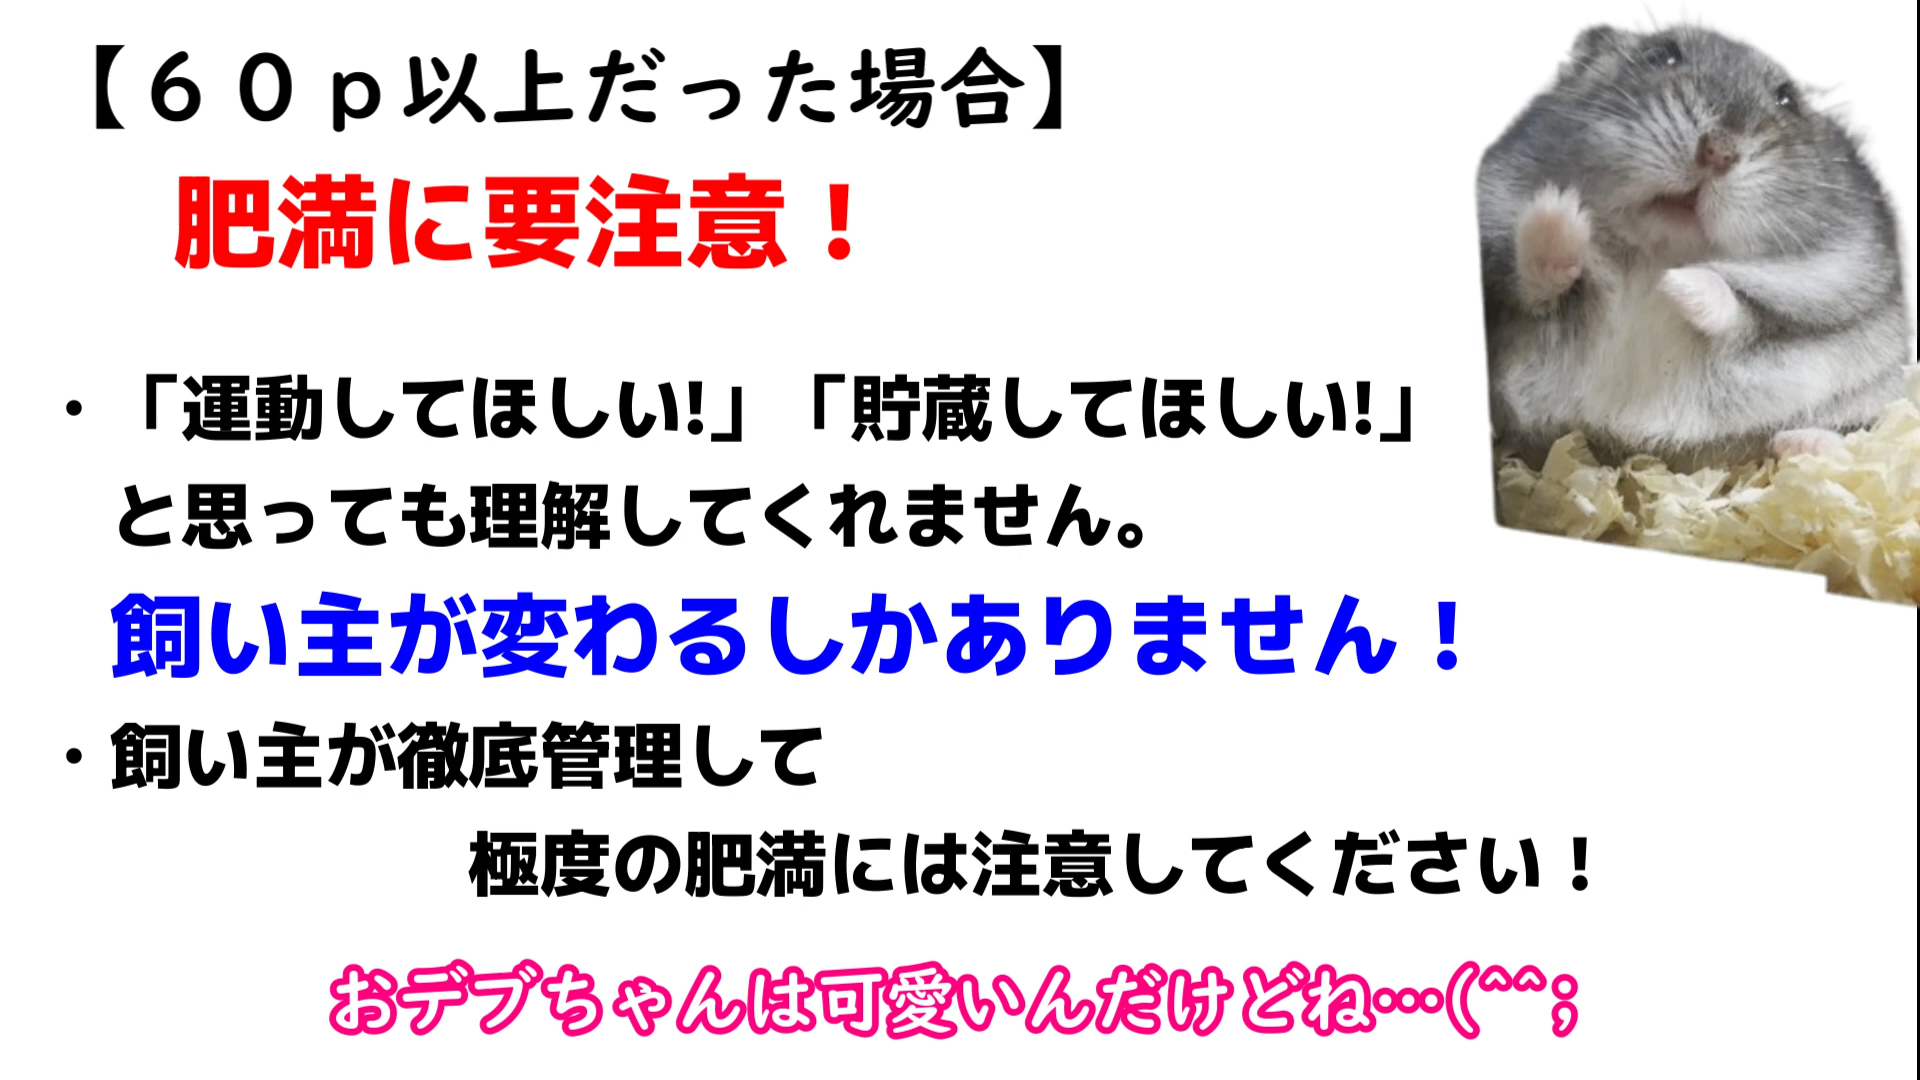 【６０ｐ以上だった場合】
肥満に要注意！
・「運動してほしい!」「貯蔵してほしい!」
と思っても理解してくれません。
飼い主が変わるしかありません！
・飼い主が徹底管理して
極度の肥満には注意してください！
おデブちゃんは可愛いんだけどね…(^^;